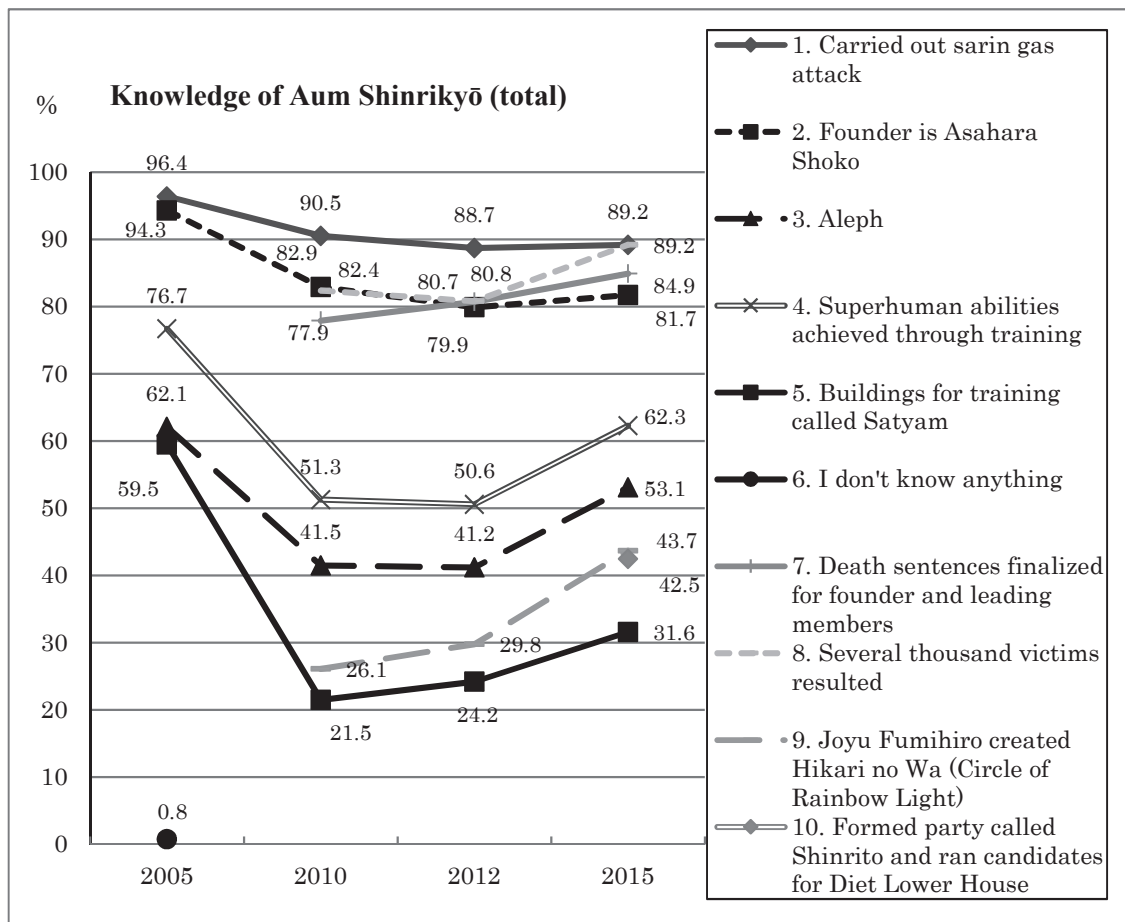 Knowledge of Aum Shinrikyō (total)
%
100
90
80
70
60
50
40
30
20
10
0
2005
2010
2012
2015
96.4
90.5
88.7
89.2
94.3
82.9
82.4
80.7
80.8
89.2
84.9
81.7
77.9
79.9
76.7
51.3
50.6
62.3
62.1
41.5
41.2
53.1
59.5
43.7
42.5
26.1
29.8
31.6
21.5
24.2
0.8
1. Carried out sarin gas
attack
2. Founder is Asahara
Shoko
3. Aleph
4. Superhuman abilities
achieved through training
5. Buildings for training
called Satyam
6. I don't know anything
7. Death sentences finalized
for founder and leading
members
8. Several thousand victims
resulted
9. Joyu Fumihiro created
Hikari no Wa (Circle of
Rainbow Light)
10. Formed party called
Shinrito and ran candidates
for Diet Lower House